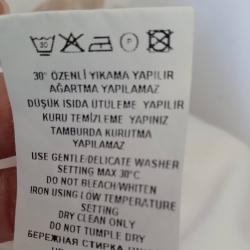 30° ÖZENLİ YIKAMA YAPILIR
AĞARTMA YAPILAMAZ
DÜŞÜK ISIDA ÜTÜLEME YAPILIR
KURU TEMİZLEME YAPINIZ
TAMBURDA KURUTMA
YAPILAMAZ
USE GENTLE/DELICATE WASHER
SETTING MAX 30°C
DO NOT BLEACH/WHITEN
IRON USING LOW TEMPERATURE
SETTING
DRY CLEAN ONLY
DO NOT TUMBLE DRY
БЕРЕЖНАЯ СТИРКА